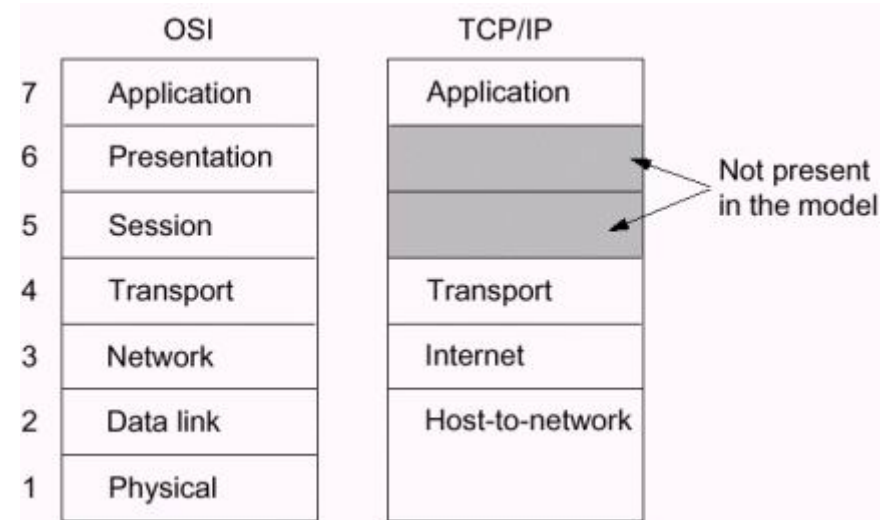 OSI TCP/IP
7 Application Application
6 Presentation
Not present
in the model
5 Session
4 Transport Transport
3 Network Internet
2 Data link Host-to-network
1 Physical